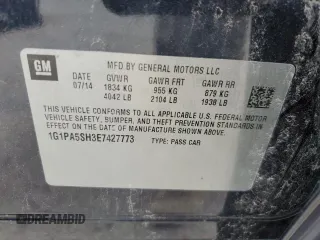 GM
MFD BY GENERAL MOTORS LLC
DATE GVWR GAWR FRT GAWR RR
07/14 1834 KG 955 KG 879 KG
4042 LB 2104 LB 1938 LB
THIS VEHICLE CONFORMS TO ALL APPLICABLE U.S. FEDERAL MOTOR
VEHICLE SAFETY, BUMPER, AND THEFT PREVENTION STANDARDS IN
EFFECT ON THE DATE OF MANUFACTURE SHOWN ABOVE.
1G1PA5SH3E7427773 TYPE: PASS CAR
AUTOBIDMASTER